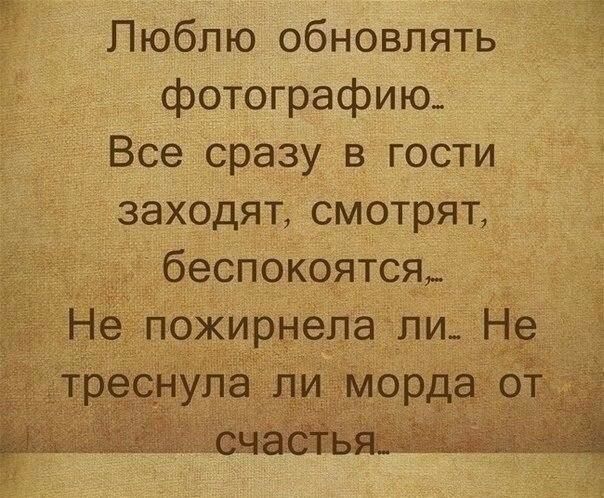 Люблю обновлять
фотографию...
Все сразу в гости
заходят, смотрят,
беспокоятся,...
Не пожирнела ли... Не
треснула ли морда от
счастья...